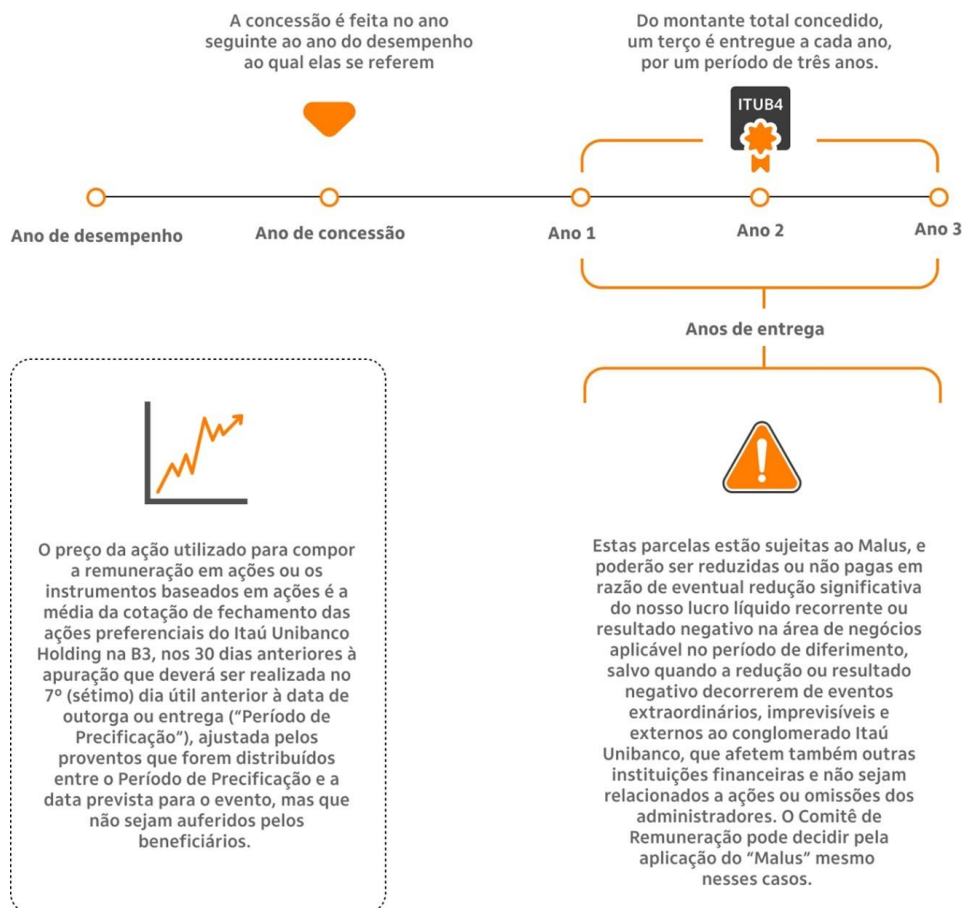 A concessão é feita no ano
seguinte ao ano do desempenho
ao qual elas se referem
Do montante total concedido,
um terço é entregue a cada ano,
por um período de três anos.
ITUB4
Ano de desempenho
Ano de concessão
Ano 1
Ano 2
Ano 3
Anos de entrega
O preço da ação utilizado para compor
a remuneração em ações ou os
instrumentos baseados em ações é a
média da cotação de fechamento das
ações preferenciais do Itaú Unibanco
Holding na B3, nos 30 dias anteriores à
apuração que deverá ser realizada no
7º (sétimo) dia útil anterior à data de
outorga ou entrega (“Período de
Precificação”), ajustada pelos
proventos que forem distribuídos
entre o Período de Precificação e a
data prevista para o evento, mas que
não sejam auferidos pelos
beneficiários.
Estas parcelas estão sujeitas ao Malus, e
poderão ser reduzidas ou não pagas em
razão de eventual redução significativa
do nosso lucro líquido recorrente ou
resultado negativo na área de negócios
aplicável no período de diferimento,
salvo quando a redução ou resultado
negativo decorrerem de eventos
extraordinários, imprevisíveis e
externos ao conglomerado Itaú
Unibanco, que afetem também outras
instituições financeiras e não sejam
relacionados a ações ou omissões dos
administradores. O Comitê de
Remuneração pode decidir pela
aplicação do “Malus” mesmo
nesses casos.